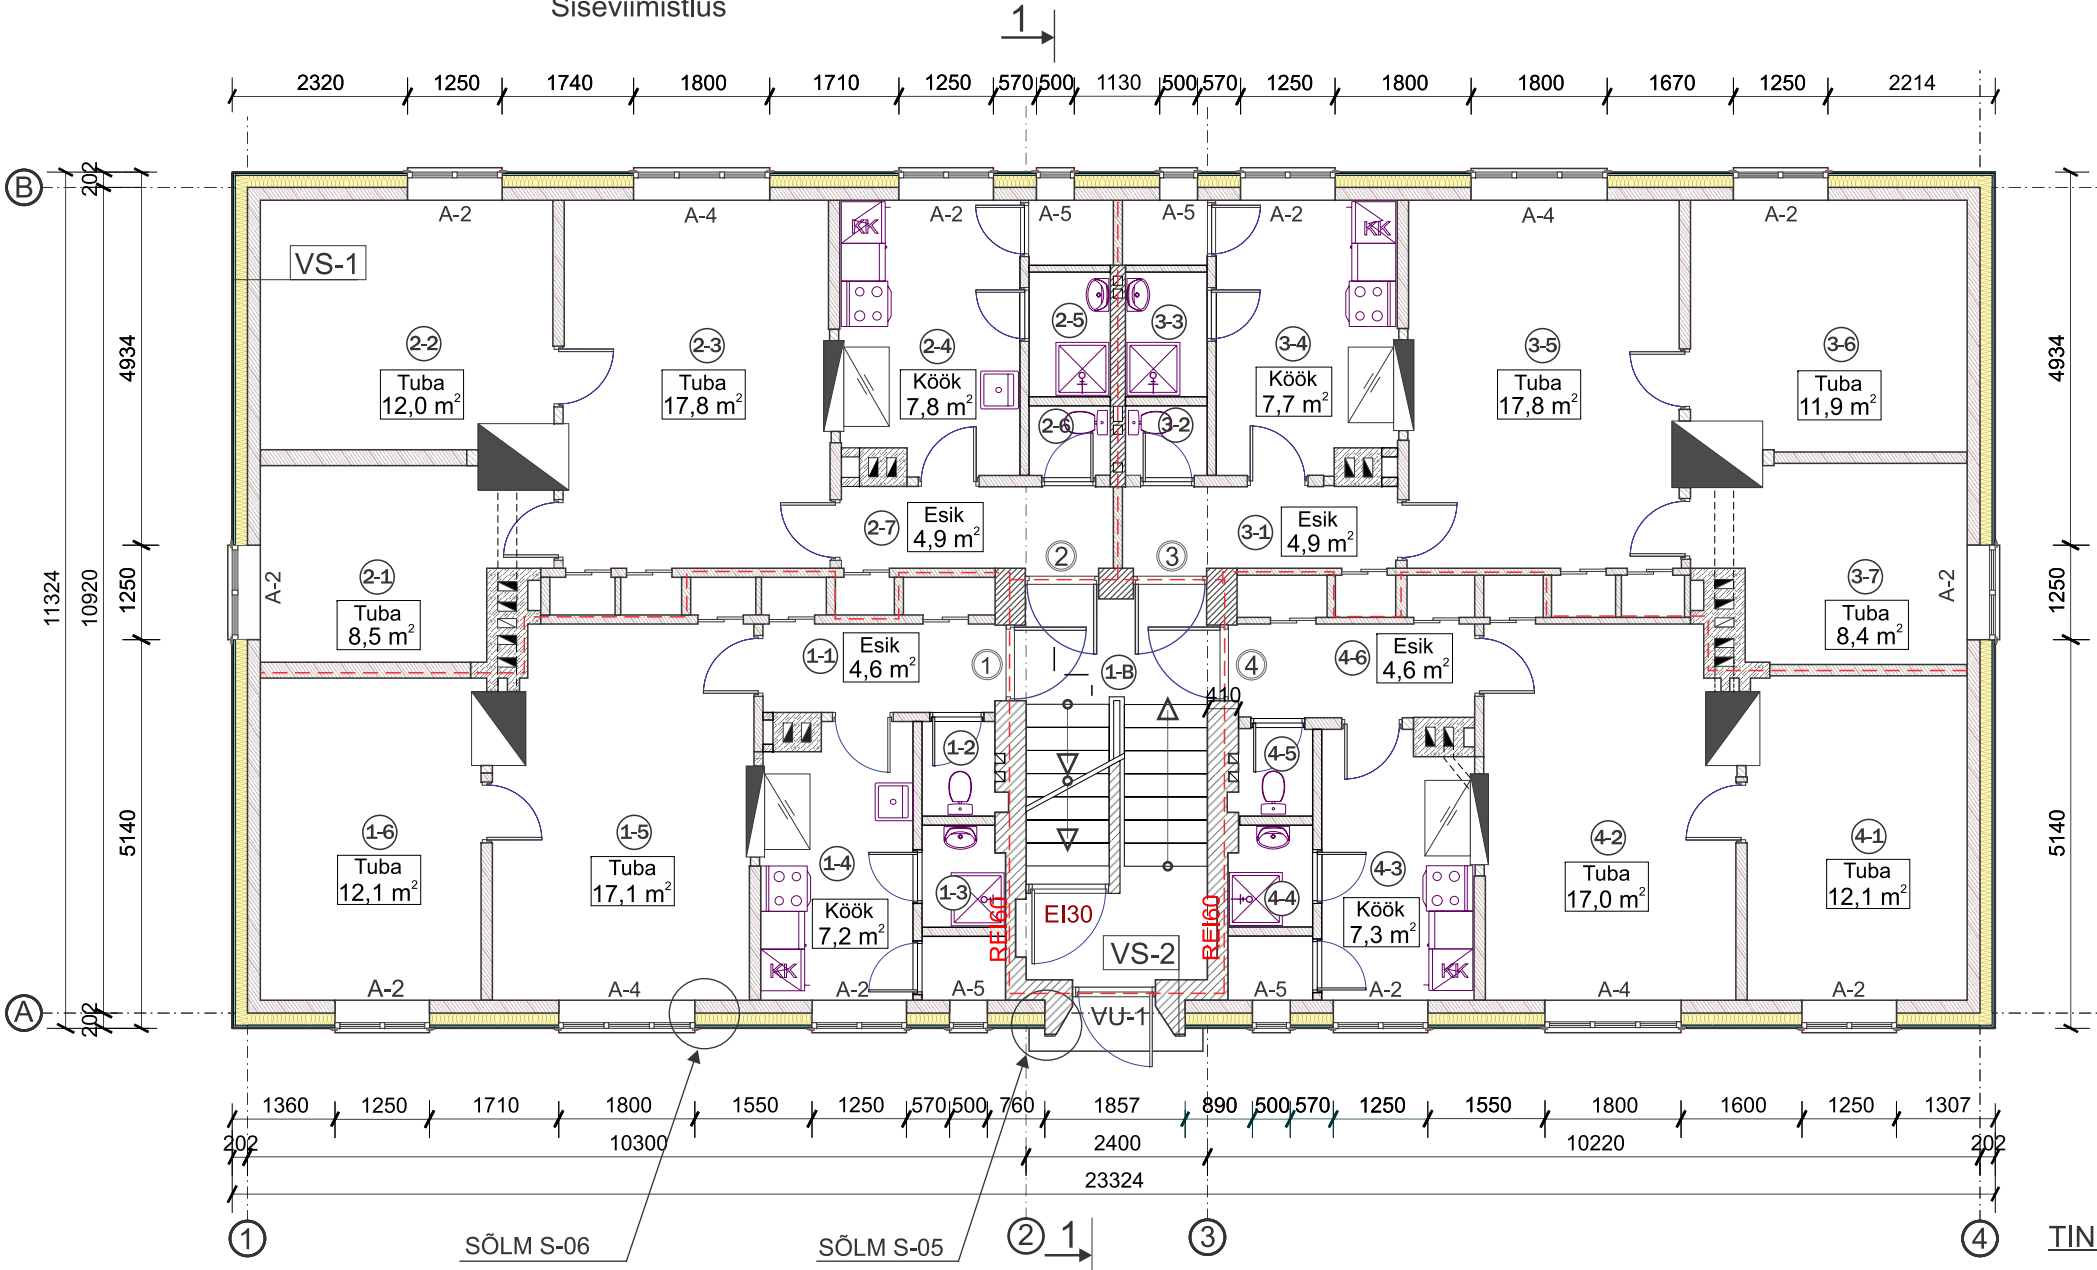 Siseviimistlus
1
2320 1250 1740 1800 1710 1250 570 500 1130 500 570 1250 1800 1800 1670 1250 2214
B
202
A-2 A-4 A-2 A-5 A-5 A-2 A-4 A-2
VS-1
KK KK
11324
10920
4934
1250
5140
202
4934
1250
5140
2-2
Tuba
12,0 m²
2-3
Tuba
17,8 m²
2-4
Köök
7,8 m²
2-5
3-3
2-6
3-2
3-4
Köök
7,7 m²
3-5
Tuba
17,8 m²
3-6
Tuba
11,9 m²
2-7
Esik
4,9 m²
3-1
Esik
4,9 m²
2
3
A-2
2-1
Tuba
8,5 m²
3-7
Tuba
8,4 m²
A-2
1-1
Esik
4,6 m²
1
1-B
4
4-6
Esik
4,6 m²
410
1-2
4-5
1-6
Tuba
12,1 m²
1-5
Tuba
17,1 m²
1-4
Köök
7,2 m²
1-3
REI60
EI30
VS-2
REI60
4-4
4-3
Köök
7,3 m²
4-2
Tuba
17,0 m²
4-1
Tuba
12,1 m²
KK KK
A-2 A-4 A-2 A-5 A-5 A-2 A-4 A-2
A
VU-1
1360 1250 1710 1800 1550 1250 570 500 760 1857 890 500 570 1250 1550 1800 1600 1250 1307
202 10300 2400 10220 202
23324
1 2 3 4
1
SÕLM S-06
SÕLM S-05
TIN